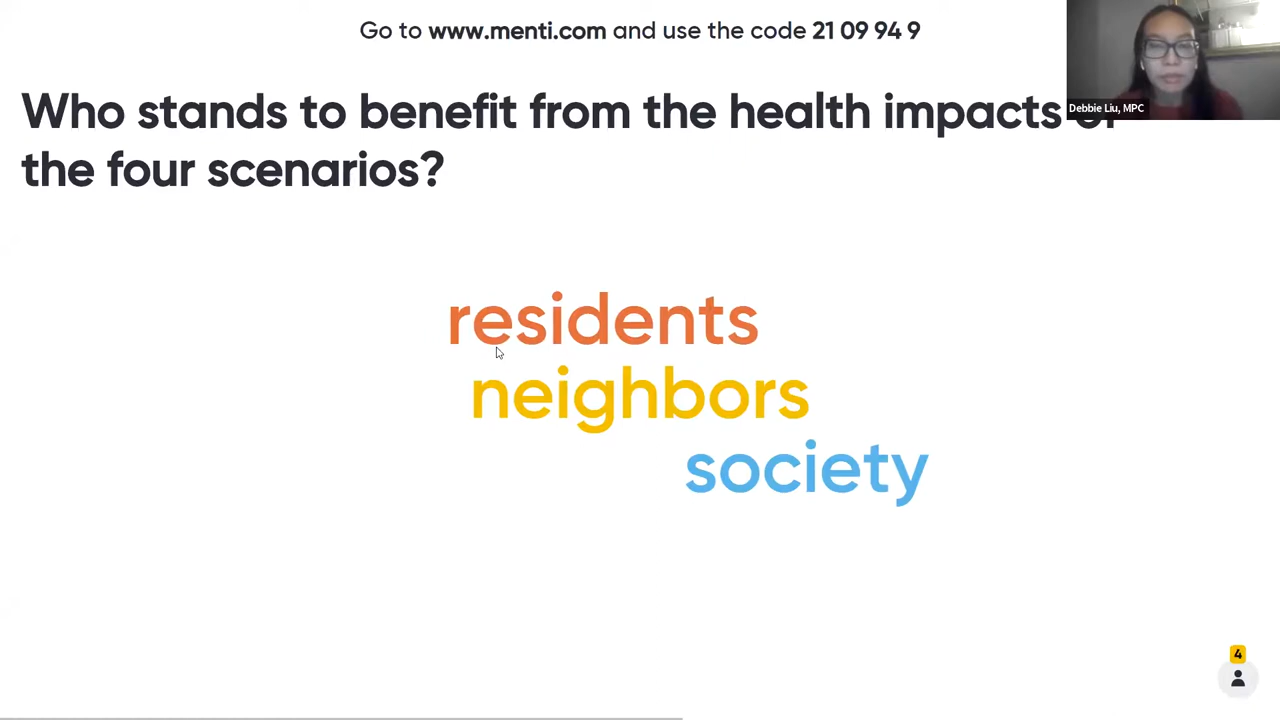 Go to www.menti.com and use the code 21 09 94 9
Debbie Liu, MPC
Who stands to benefit from the health impacts of
the four scenarios?
residents
neighbors
society
4